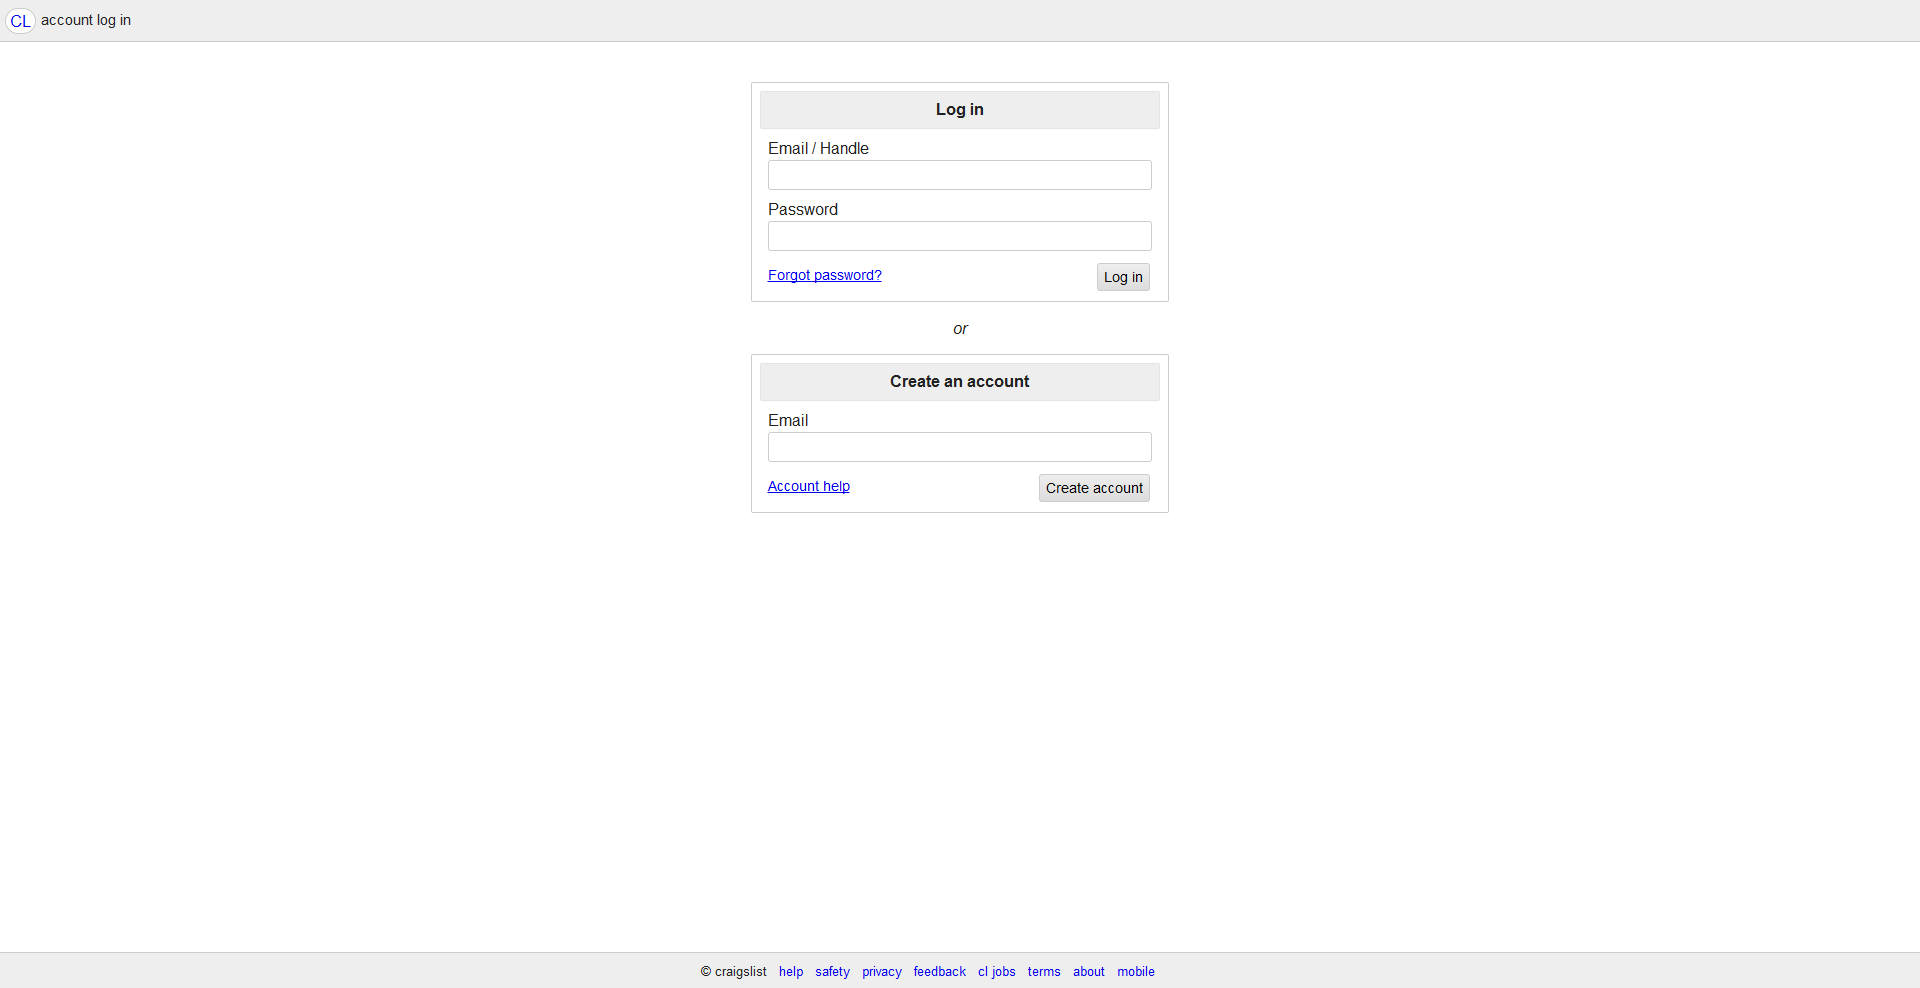 CL account log in
Log in
Email / Handle
Password
Forgot password? Log in
or
Create an account
Email
Account help Create account
© craigslist help safety privacy feedback cl jobs terms about mobile